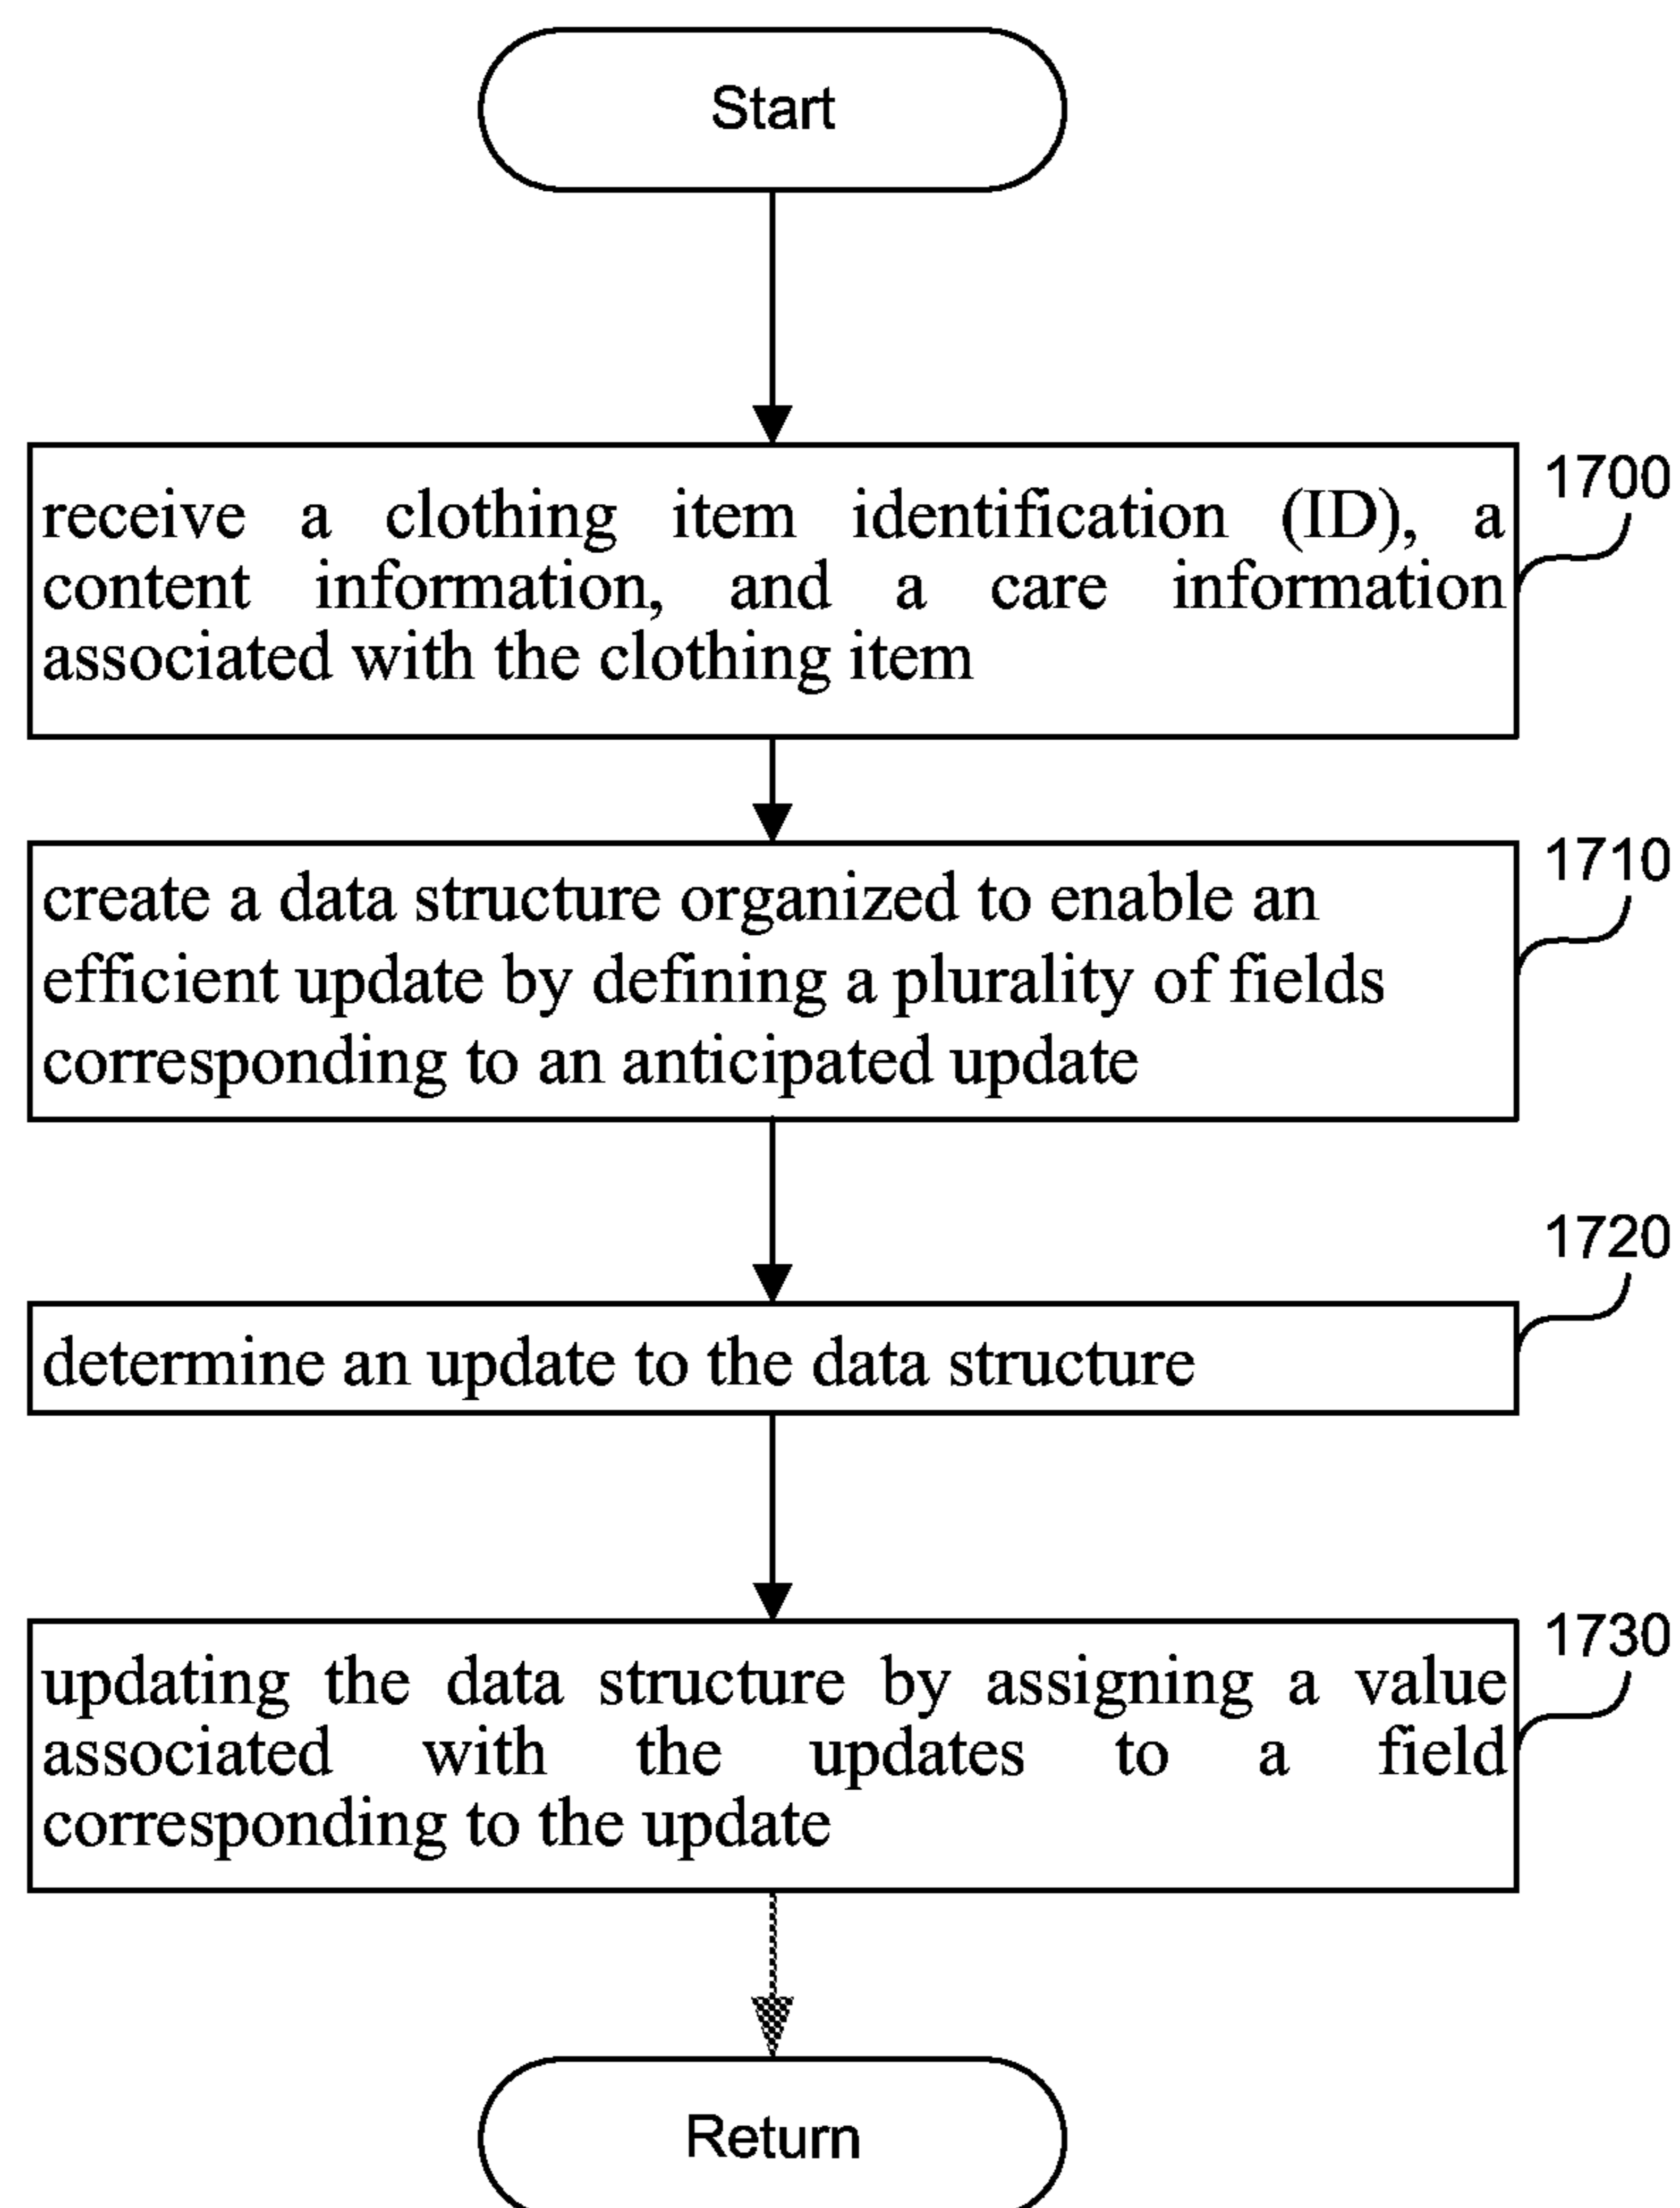 Start
receive a clothing item identification (ID), a
content information, and a care information
associated with the clothing item
1700
create a data structure organized to enable an
efficient update by defining a plurality of fields
corresponding to an anticipated update
1710
determine an update to the data structure
1720
updating the data structure by assigning a value
associated with the updates to a field
corresponding to the update
1730
Return